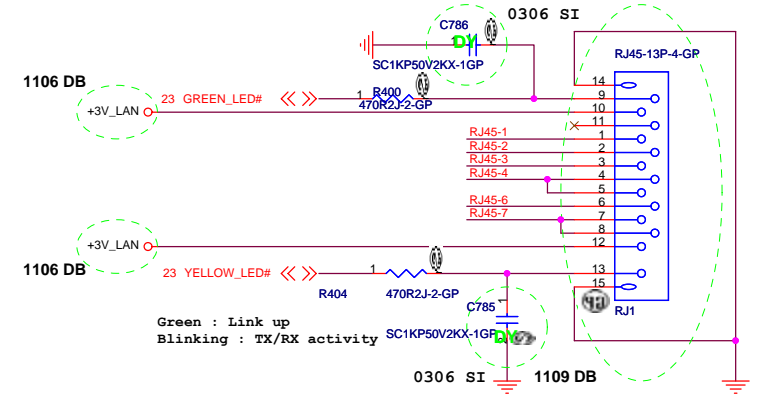 0306 SI
C786
1
DY
SC1KP50V2KX-1GP
RJ45-13P-4-GP
1106 DB
14
23 GREEN_LED#
1
R400
470R2J-2-GP
9
+3V_LAN
10
11
RJ45-1
1
RJ45-2
2
RJ45-3
3
RJ45-4
4
5
RJ45-6
6
RJ45-7
7
8
+3V_LAN
12
1106 DB
23 YELLOW_LED#
1
13
R404
470R2J-2-GP
15
C785
1
RJ1
Green : Link up
Blinking : TX/RX activity
SC1KP50V2KX-1GP
DY
0306 SI
1109 DB